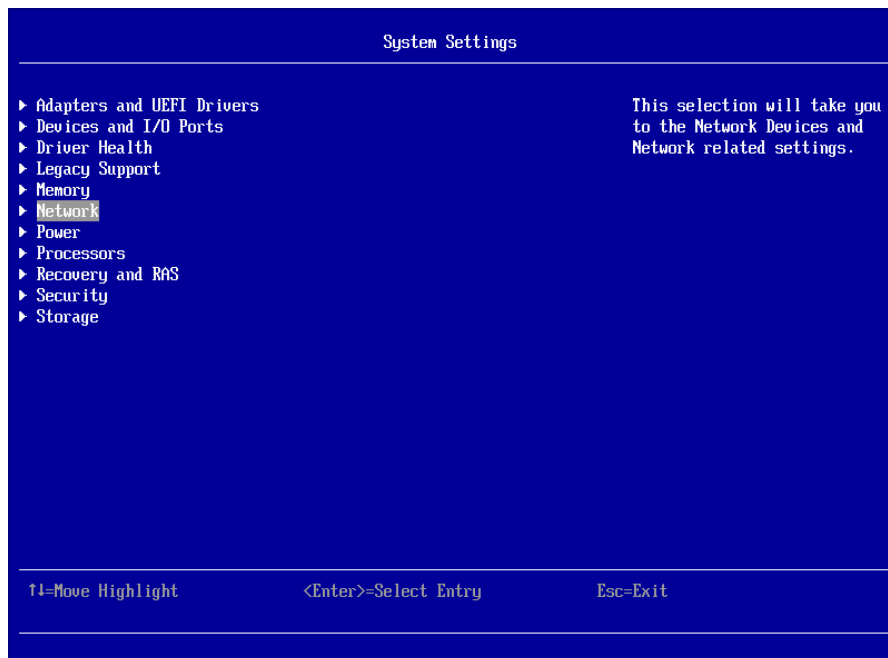 System Settings
▶ Adapters and UEFI Drivers
▶ Devices and I/O Ports
▶ Driver Health
▶ Legacy Support
▶ Memory
▶ Network
▶ Power
▶ Processors
▶ Recovery and RAS
▶ Security
▶ Storage
This selection will take you
to the Network Devices and
Network related settings.
↑↓=Move Highlight
<Enter>=Select Entry
Esc=Exit